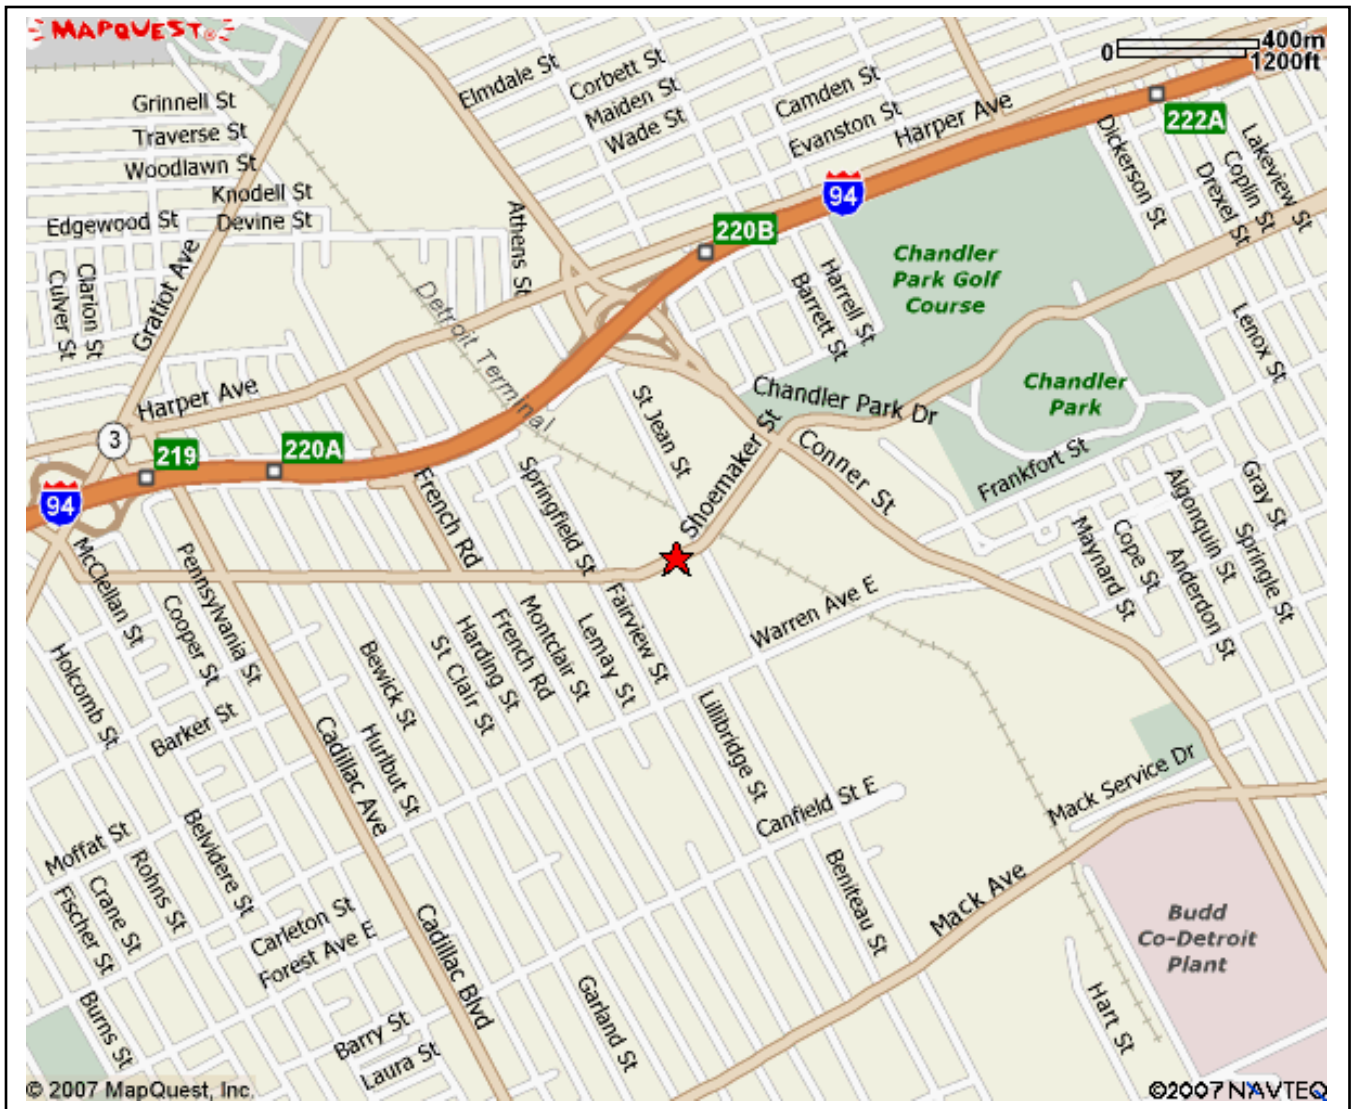 MAPQUEST
0
400m
1200ft
Elmdale St
Corbett St
Maiden St
Wade St
Camden St
Evanston St
Harper Ave
222A
Grinnell St
Traverse St
Woodlawn St
Knodell St
Devine St
Edgewood St
Dickerson St
Drexel St
Coplin St
Lakeview St
94
Culver St
Clarion St
Gratiot Ave
Athens St
220B
Chandler
Park Golf
Course
Barrett St
Harrell St
Detroit Terminal
Lenox St
Harper Ave
Chandler Park Dr
Chandler
Park
3
219
220A
St Jean St
Shoemaker St
Conner St
Frankfort St
94
French Rd
Springfield St
Gray St
Springle St
Algonquin St
Anderdon St
Cope St
Maynard St
McClellan St
Cooper St
Pennsylvania St
Holcomb St
Barker St
Bewick St
Hurlbut St
St Clair St
Harding St
French Rd
Montclair St
Lemay St
Fairview St
Warren Ave E
Lillibridge St
Cadillac Ave
Canfield St E
Mack Service Dr
Moffat St
Rohns St
Crane St
Fischer St
Belvidere St
Carleton St
Forest Ave E
Beniteau St
Mack Ave
Budd
Co-Detroit
Plant
Cadillac Blvd
Garland St
Burns St
Barry St
Laura St
Hart St
© 2007 MapQuest, Inc.
©2007 NAVTEQ